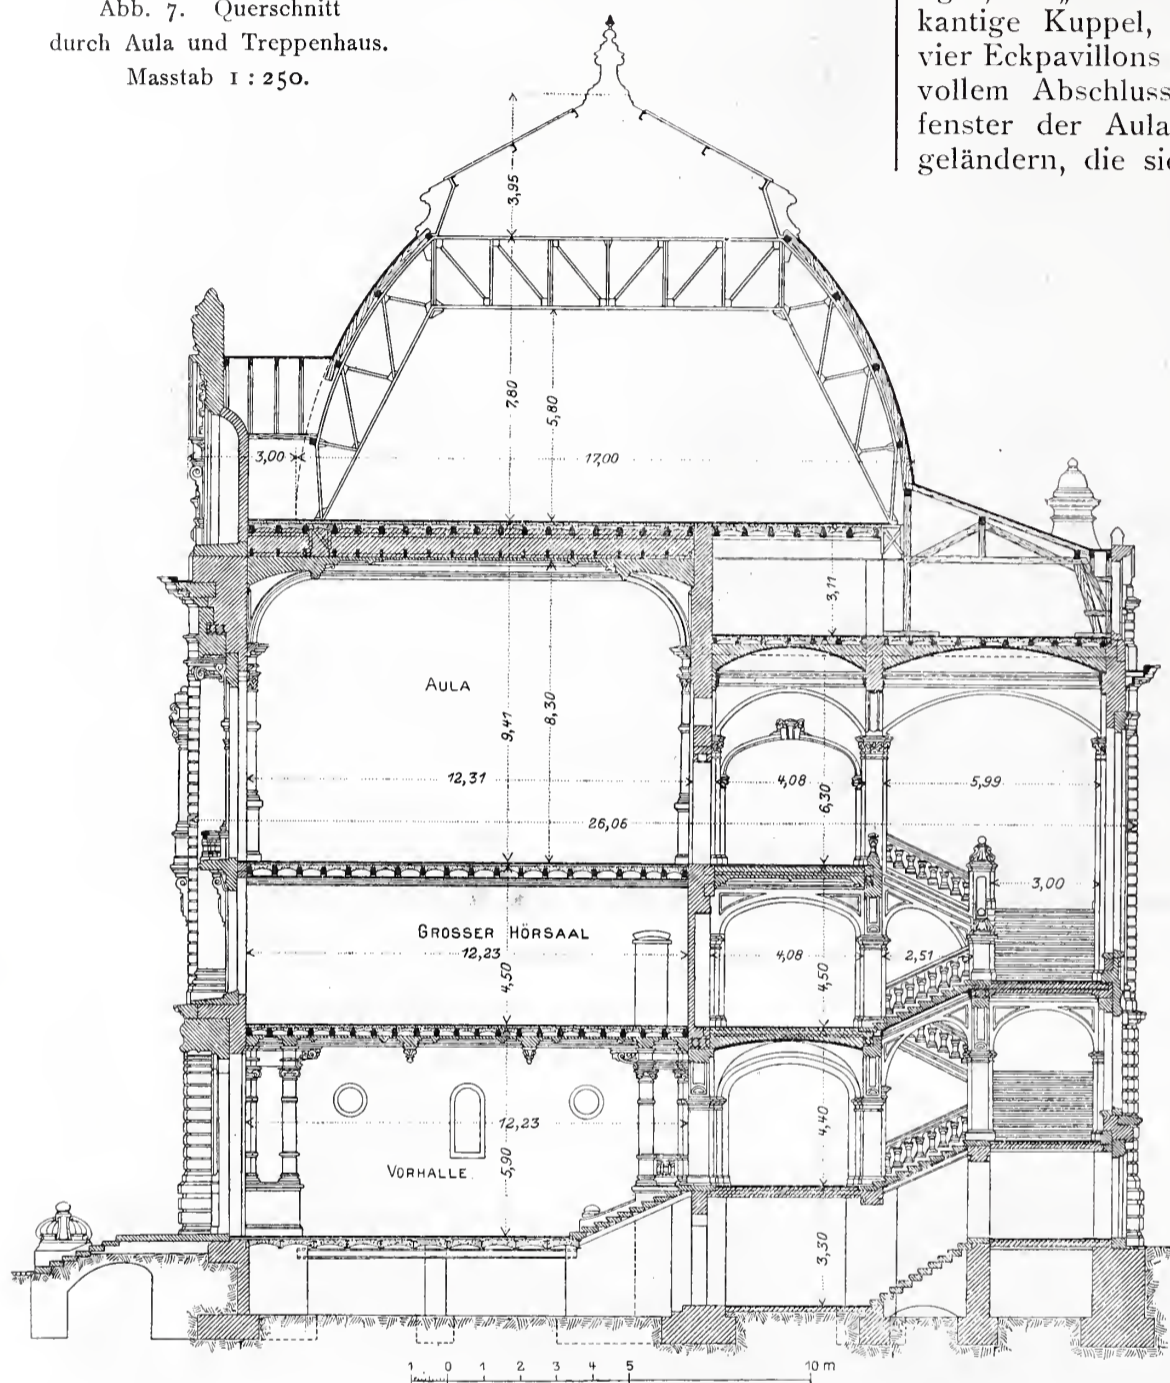 Abb. 7. Querschnitt
durch Aula und Treppenhaus.
Masstab 1 : 250.
kantige Kuppel,
vier Eckpavillons
vollem Abschluss
fenster der Aula
geländern, die sie
3,95
7,80
5,80
3,00
17,00
3,11
AULA
9,41
8,30
12,31
4,08
6,30
5,99
26,06
3,00
GROSSER HÖRSAAL
12,23
4,50
4,08
4,50
2,51
12,23
VORHALLE
5,90
4,40
3,30
1 0 1 2 3 4 5 10 m